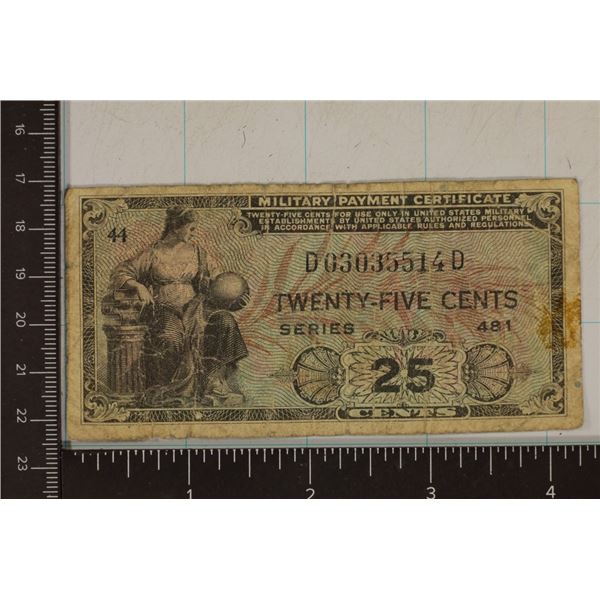 MILITARY PAYMENT CERTIFICATE
TWENTY-FIVE CENTS FOR USE ONLY IN UNITED STATES MILITARY
ESTABLISHMENTS BY UNITED STATES AUTHORIZED PERSONNEL
IN ACCORDANCE WITH APPLICABLE RULES AND REGULATIONS
44
D03035514D
TWENTY-FIVE CENTS
SERIES 481
25
CENTS
16
17
18
19
20
21
22
23
1 2 3 4